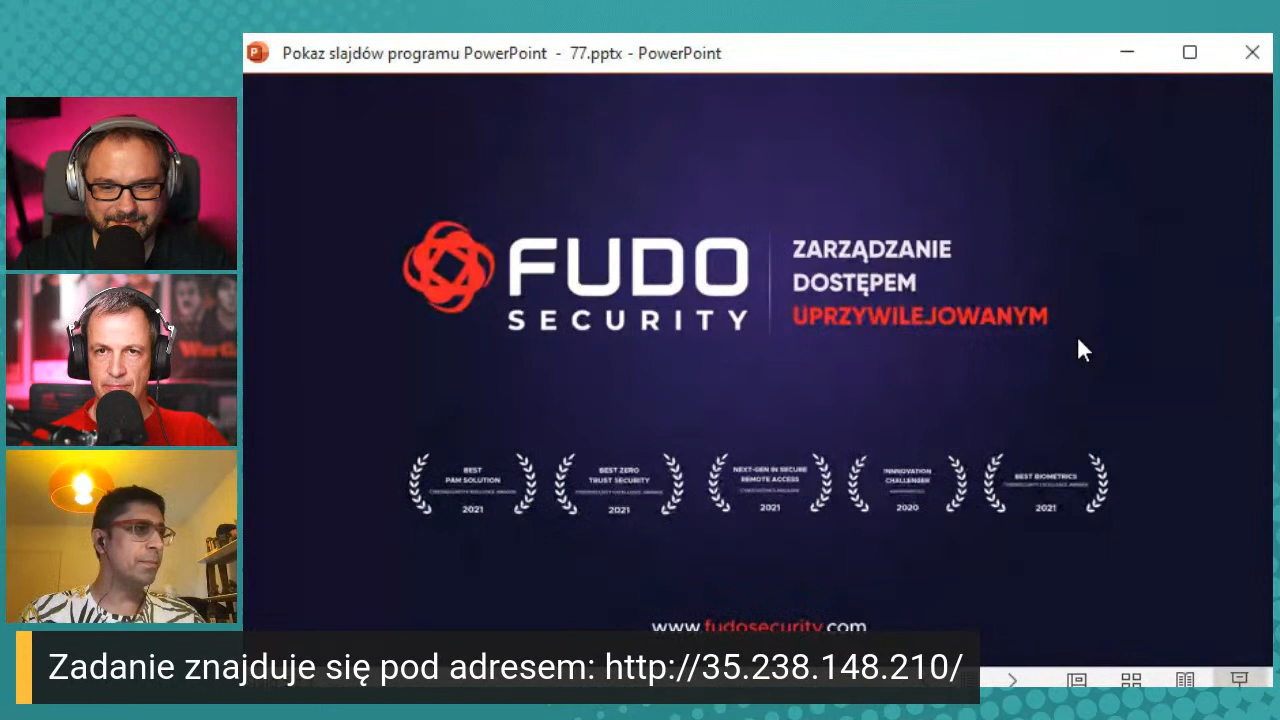 Pokaz slajdów programu PowerPoint - 77.pptx - PowerPoint
FUDO
SECURITY
ZARZĄDZANIE
DOSTĘPEM
UPRZYWILEJOWANYM
BEST
PAM SOLUTION
2021
BEST ZERO
TRUST SECURITY
2021
NEXT-GEN IN SECURE
REMOTE ACCESS
2021
INNOVATION
CHALLENGER
2020
BEST BIOMETRICS
2021
www.fudosecurity.com
Zadanie znajduje się pod adresem: http://35.238.148.210/